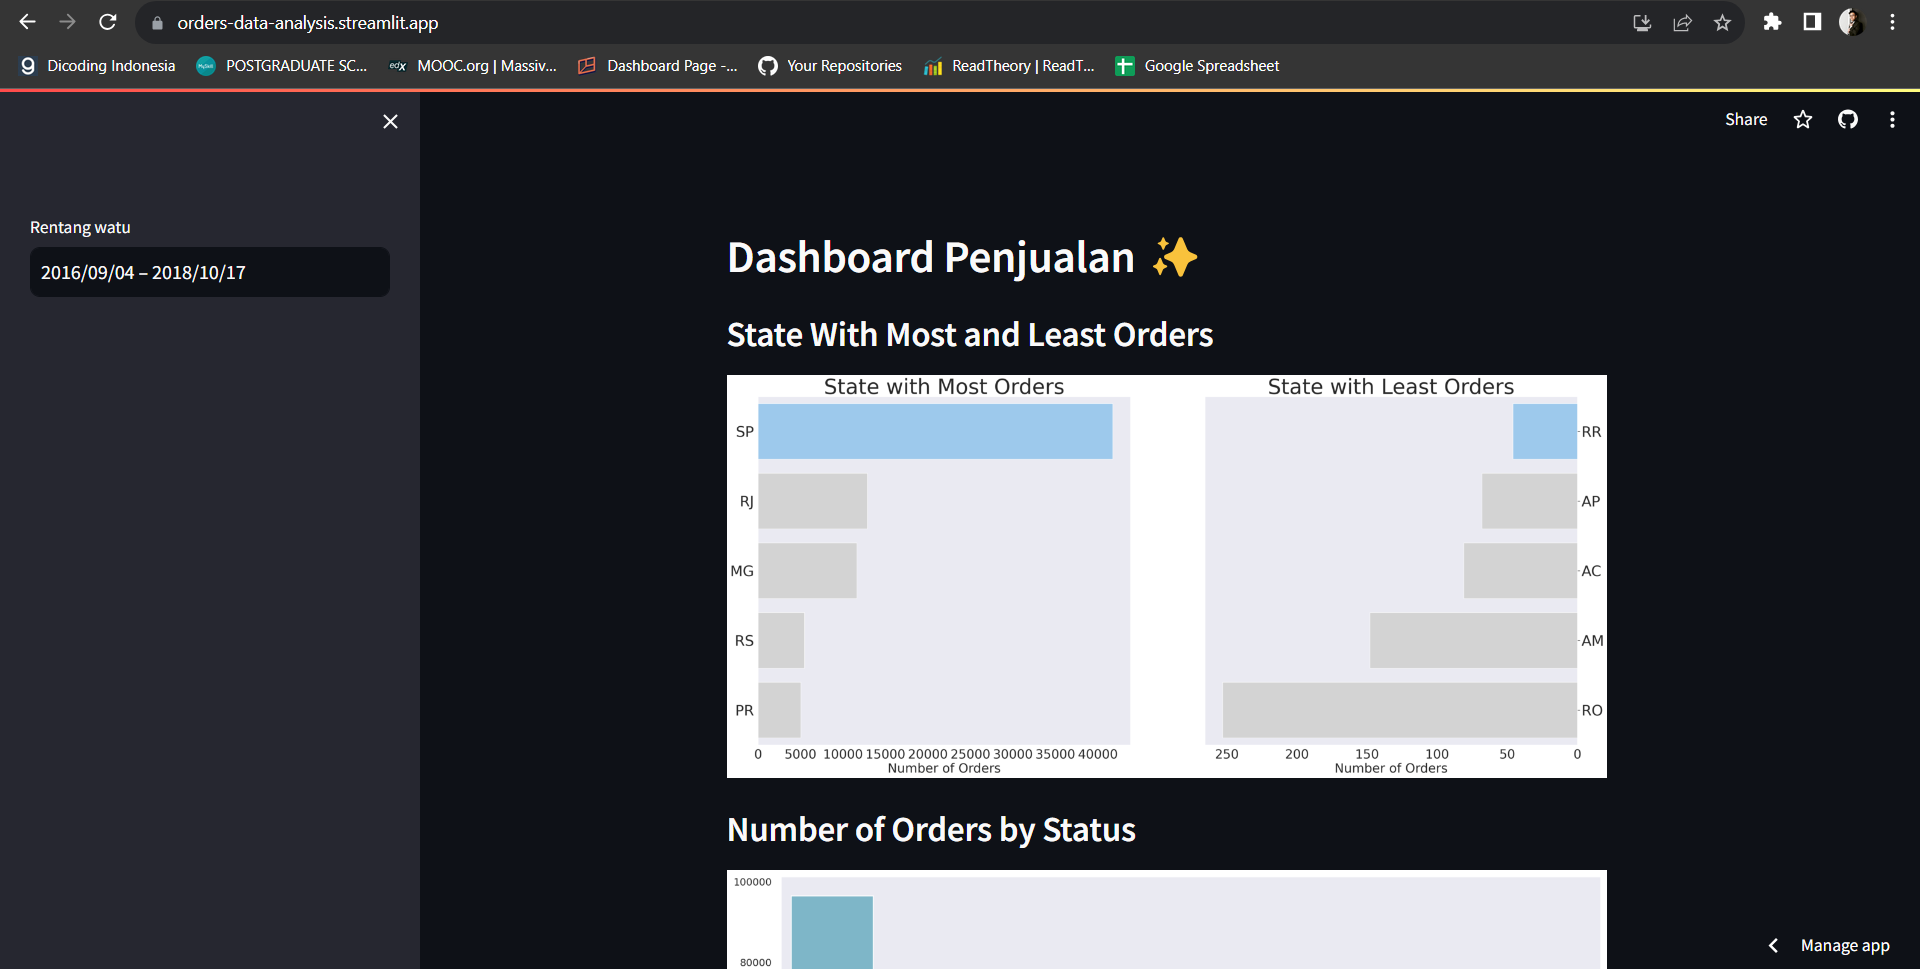 orders-data-analysis.streamlit.app
Dicoding Indonesia
POSTGRADUATE SC...
edX
MOOC.org | Massiv...
Dashboard Page -...
Your Repositories
ReadTheory | ReadT...
Google Spreadsheet
Share
Rentang watu
2016/09/04 – 2018/10/17
Dashboard Penjualan
State With Most and Least Orders
State with Most Orders
SP
RJ
MG
RS
PR
0 5000 10000 15000 20000 25000 30000 35000 40000
Number of Orders
State with Least Orders
RR
AP
AC
AM
RO
250 200 150 100 50 0
Number of Orders
Number of Orders by Status
100000
80000
Manage app